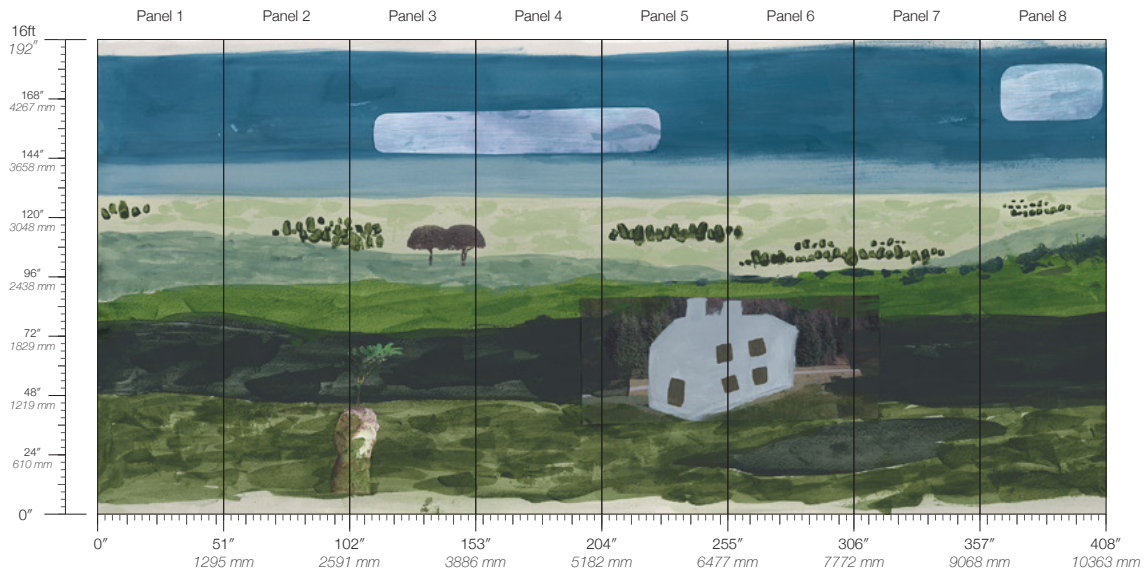 Panel 1 Panel 2 Panel 3 Panel 4 Panel 5 Panel 6 Panel 7 Panel 8
16ft
192″
168″
4267 mm
144″
3658 mm
120″
3048 mm
96″
2438 mm
72″
1829 mm
48″
1219 mm
24″
610 mm
0″
0″ 51″ 102″ 153″ 204″ 255″ 306″ 357″ 408″
1295 mm 2591 mm 3886 mm 5182 mm 6477 mm 7772 mm 9068 mm 10363 mm